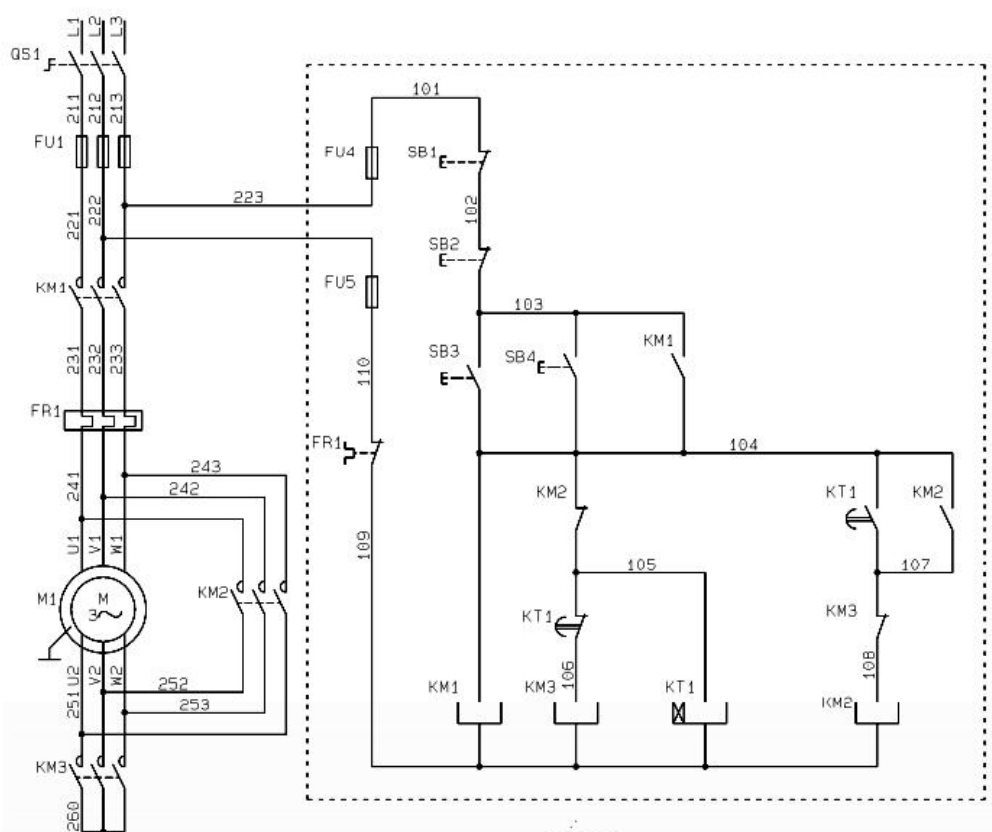 L1 L2 L3
QS1
211 212 213
FU1
221 222
223
KM1
231 232 233
FR1
241
243
242
U1 V1 W1
M1
M
3
KM2
U2 V2 W2
251
252
253
KM3
260
101
FU4
SB1
102
SB2
FU5
103
110
SB3
SB4
KM1
FR1
104
KM2
KT1
KM2
109
105
107
KT1
KM3
106
108
KM1
KM3
KT1
KM2